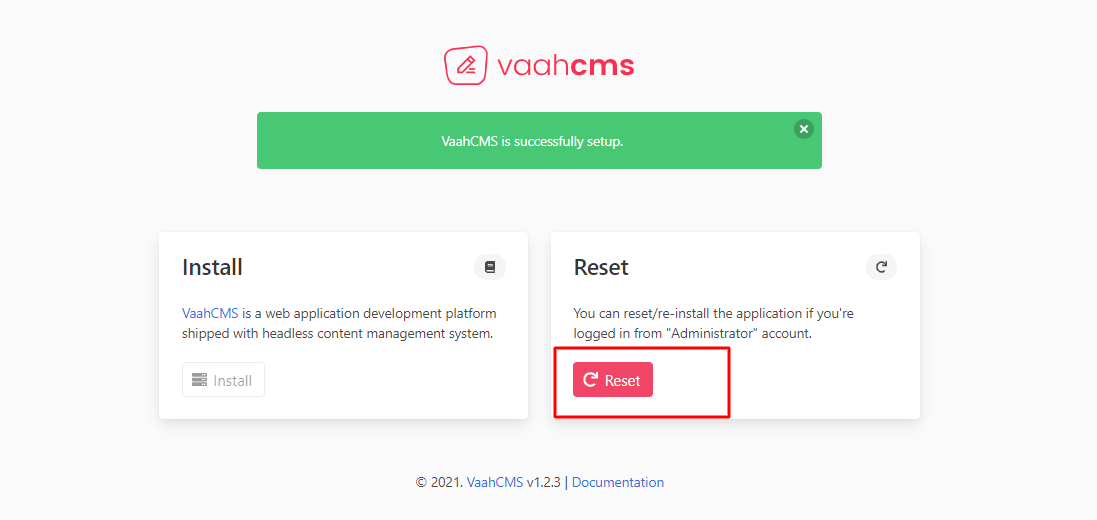 vaahcms
VaahCMS is successfully setup.
Install
VaahCMS is a web application development platform
shipped with headless content management system.
Install
Reset
You can reset/re-install the application if you're
logged in from "Administrator" account.
Reset
© 2021. VaahCMS v1.2.3 | Documentation